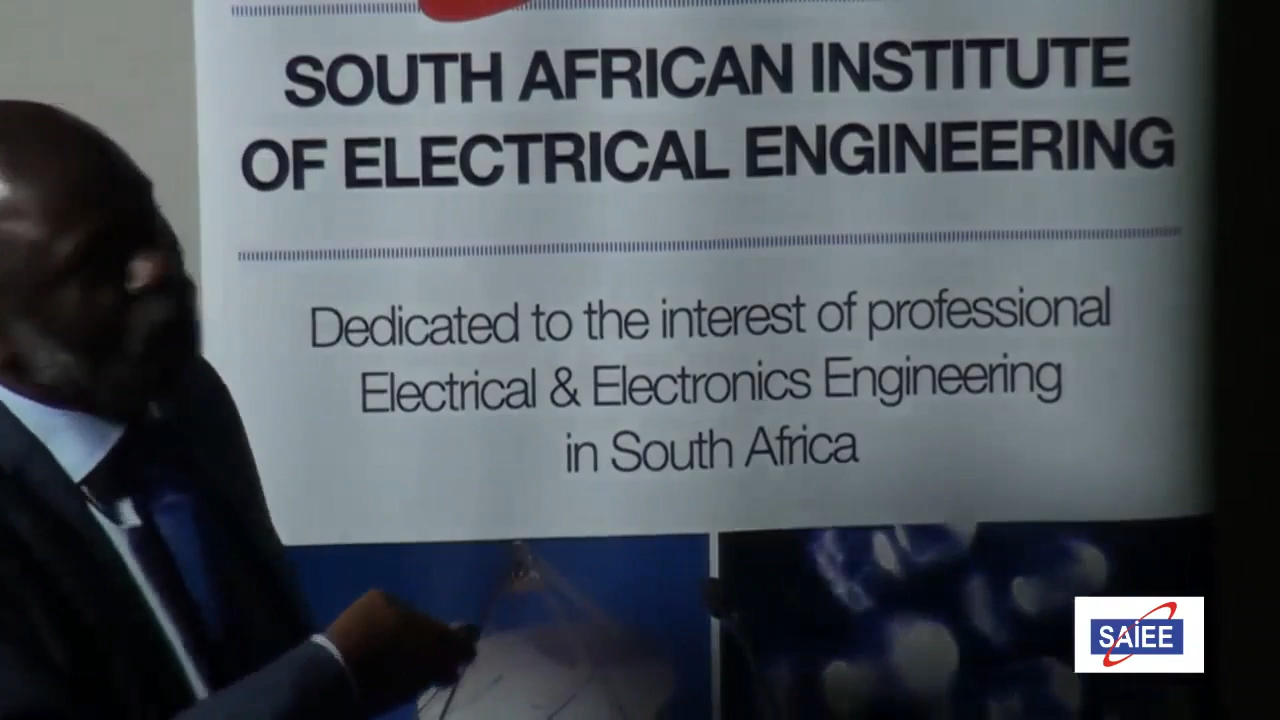 SOUTH AFRICAN INSTITUTE
OF ELECTRICAL ENGINEERING
Dedicated to the interest of professional
Electrical & Electronics Engineering
in South Africa
SAIEE